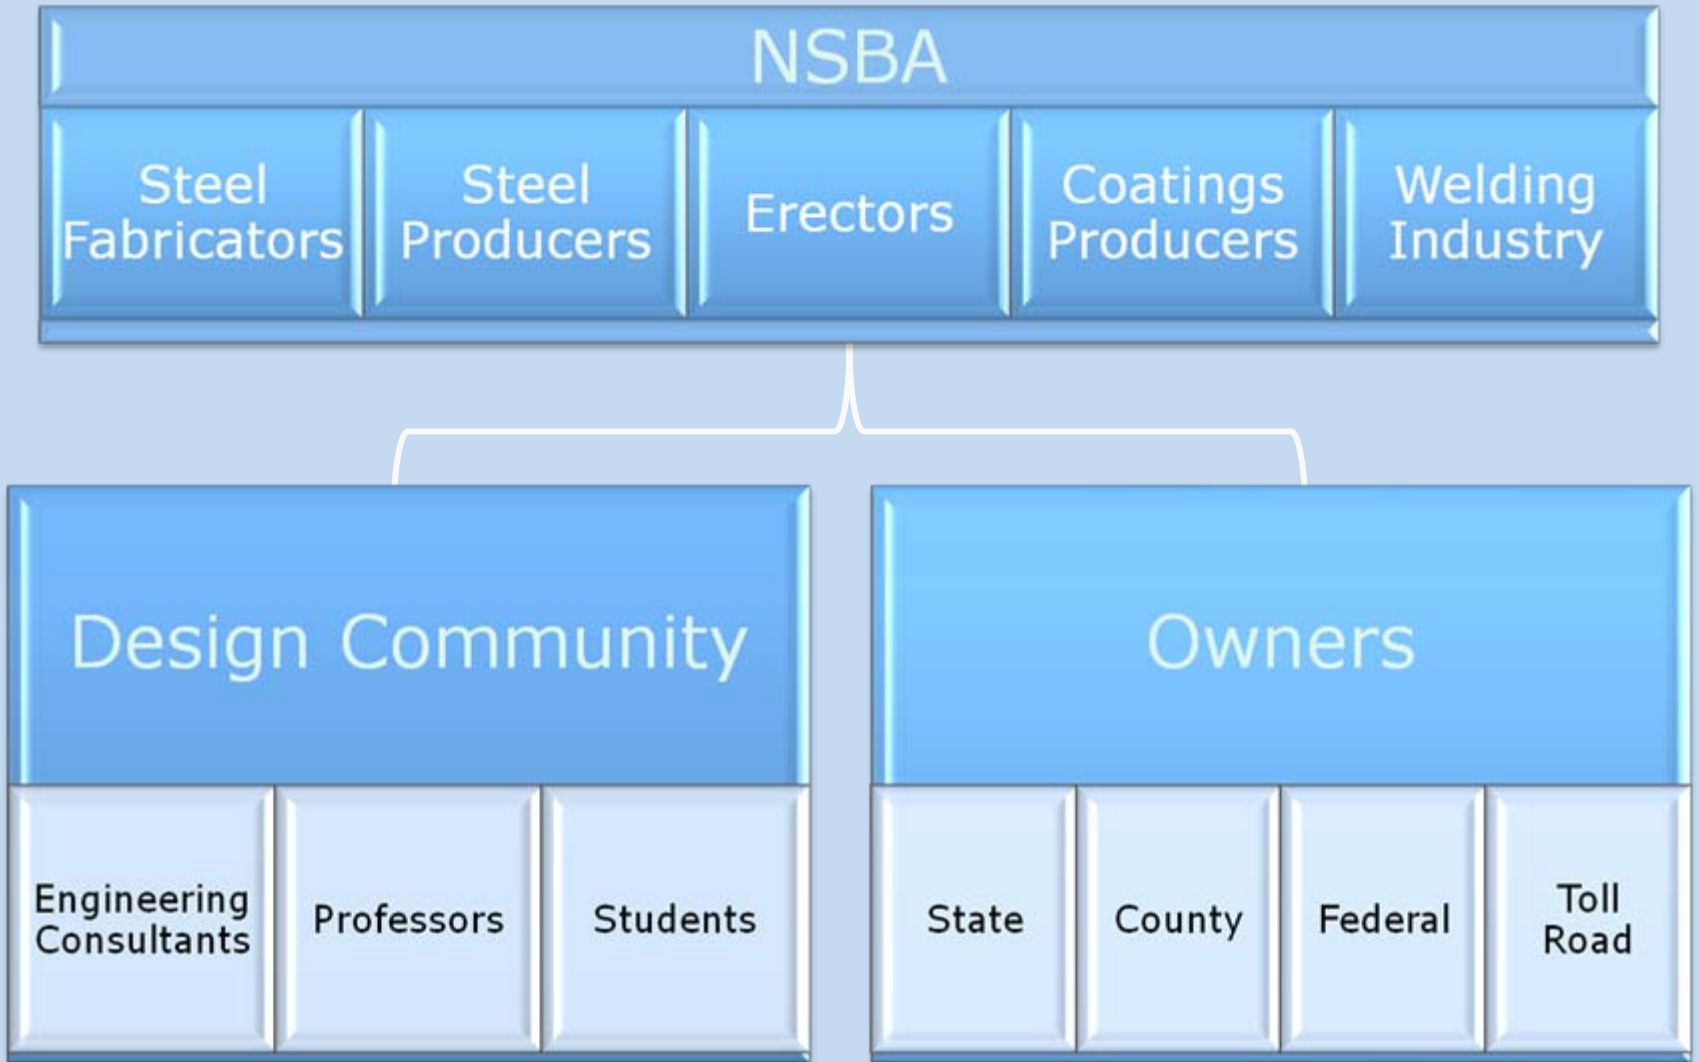 NSBA
Steel
Fabricators
Steel
Producers
Erectors
Coatings
Producers
Welding
Industry
Design Community
Engineering
Consultants
Professors
Students
Owners
State
County
Federal
Toll
Road